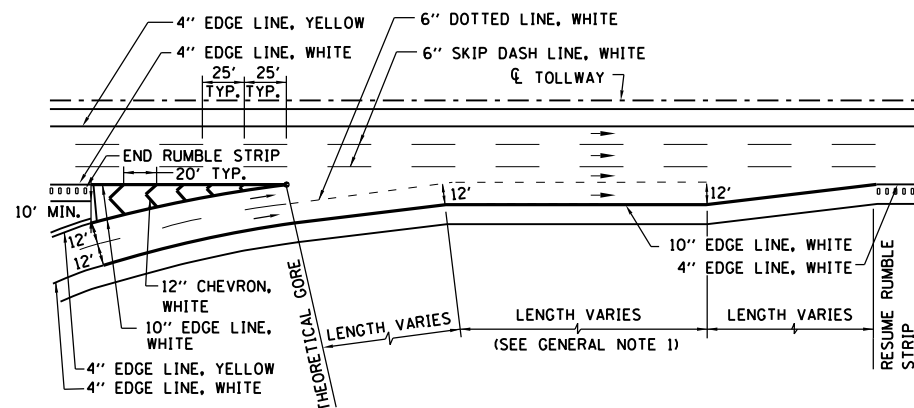 4'' EDGE LINE, YELLOW
4'' EDGE LINE, WHITE
6'' DOTTED LINE, WHITE
6'' SKIP DASH LINE, WHITE
℄ TOLLWAY
25' 25'
TYP. TYP.
END RUMBLE STRIP
20' TYP.
10' MIN.
12'
12'
12'
12'
10'' EDGE LINE, WHITE
4'' EDGE LINE, WHITE
12'' CHEVRON,
WHITE
10'' EDGE LINE,
WHITE
4'' EDGE LINE, YELLOW
4'' EDGE LINE, WHITE
THEORETICAL GORE
LENGTH VARIES
LENGTH VARIES
(SEE GENERAL NOTE 1)
LENGTH VARIES
RESUME RUMBLE
STRIP